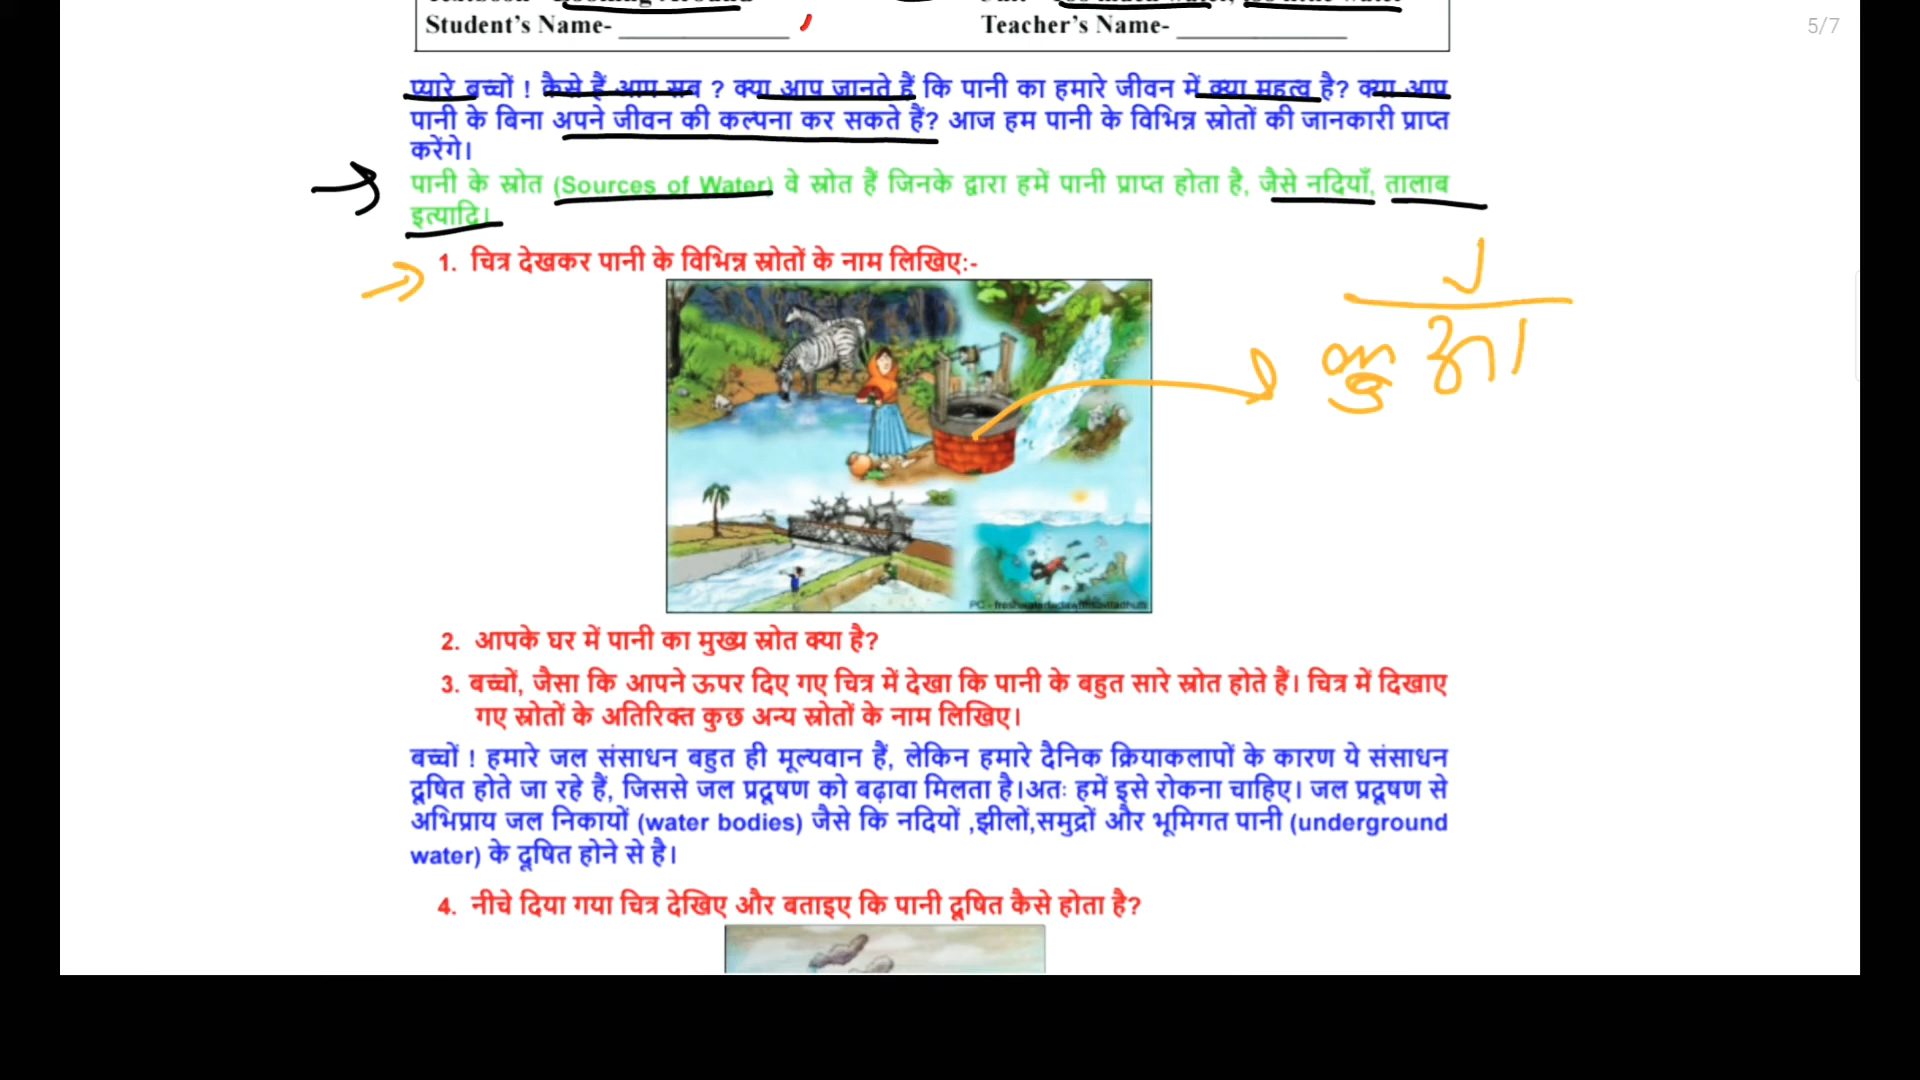 Student's Name- _____________ Teacher's Name- _____________
5/7
प्यारे बच्चों ! कैसे हैं आप सब ? क्या आप जानते हैं कि पानी का हमारे जीवन में क्या महत्व है? क्या आप
पानी के बिना अपने जीवन की कल्पना कर सकते हैं? आज हम पानी के विभिन्न स्रोतों की जानकारी प्राप्त
करेंगे।
पानी के स्रोत (Sources of Water) वे स्रोत हैं जिनके द्वारा हमें पानी प्राप्त होता है, जैसे नदियाँ, तालाब
इत्यादि।
1. चित्र देखकर पानी के विभिन्न स्रोतों के नाम लिखिए:-
कुआ
2. आपके घर में पानी का मुख्य स्रोत क्या है?
3. बच्चों, जैसा कि आपने ऊपर दिए गए चित्र में देखा कि पानी के बहुत सारे स्रोत होते हैं। चित्र में दिखाए
गए स्रोतों के अतिरिक्त कुछ अन्य स्रोतों के नाम लिखिए।
बच्चों ! हमारे जल संसाधन बहुत ही मूल्यवान हैं, लेकिन हमारे दैनिक क्रियाकलापों के कारण ये संसाधन
दूषित होते जा रहे हैं, जिससे जल प्रदूषण को बढ़ावा मिलता है।अतः हमें इसे रोकना चाहिए। जल प्रदूषण से
अभिप्राय जल निकायों (water bodies) जैसे कि नदियों ,झीलों,समुद्रों और भूमिगत पानी (underground
water) के दूषित होने से है।
4. नीचे दिया गया चित्र देखिए और बताइए कि पानी दूषित कैसे होता है?